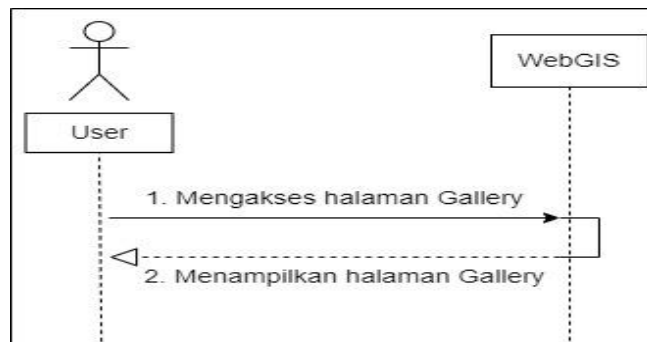 WebGIS
User
1. Mengakses halaman Gallery
2. Menampilkan halaman Gallery